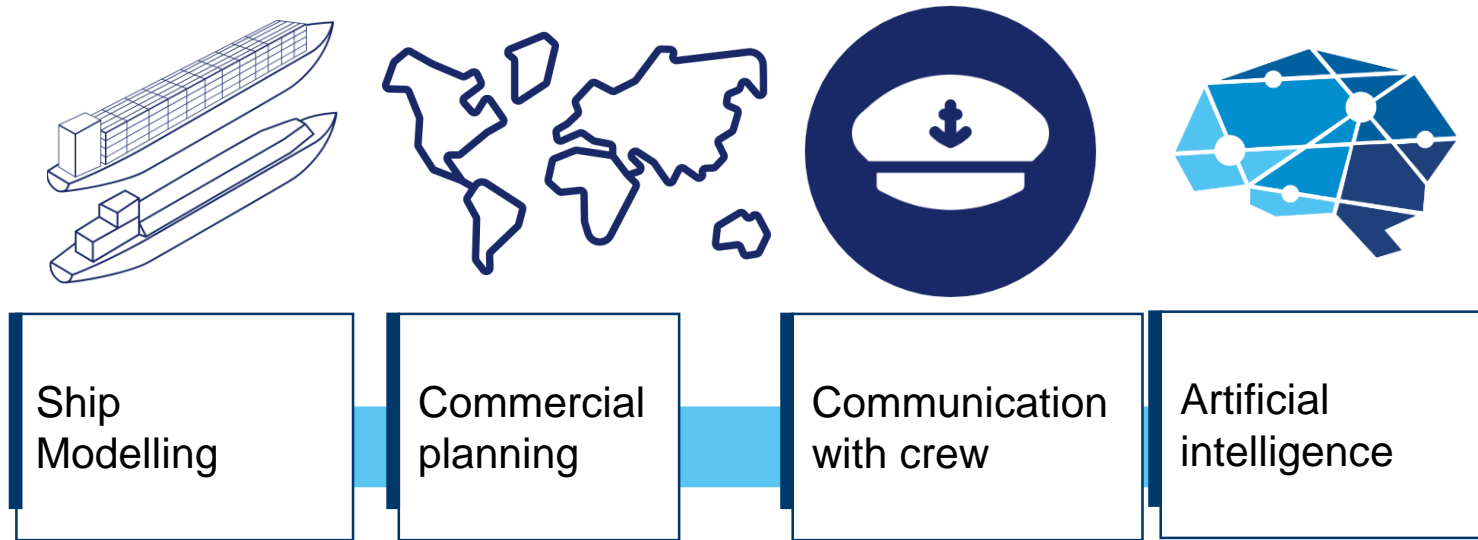 Ship
Modelling
Commercial
planning
Communication
with crew
Artificial
intelligence